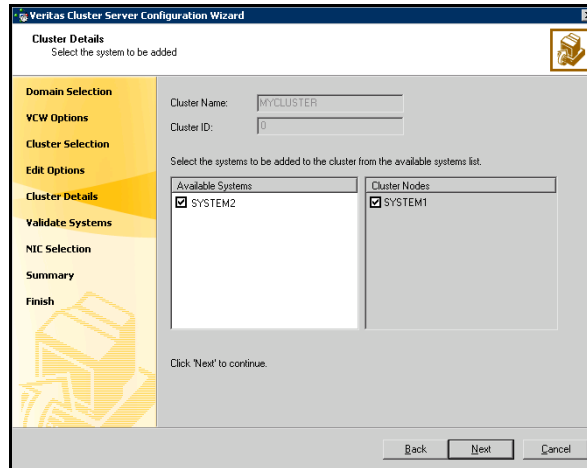 Veritas Cluster Server Configuration Wizard
Cluster Details
Select the system to be added
Domain Selection
VCW Options
Cluster Selection
Edit Options
Cluster Details
Validate Systems
NIC Selection
Summary
Finish
Cluster Name: MYCLUSTER
Cluster ID: 0
Select the systems to be added to the cluster from the available systems list.
Available Systems
SYSTEM2
Cluster Nodes
SYSTEM1
Click 'Next' to continue.
Back Next Cancel